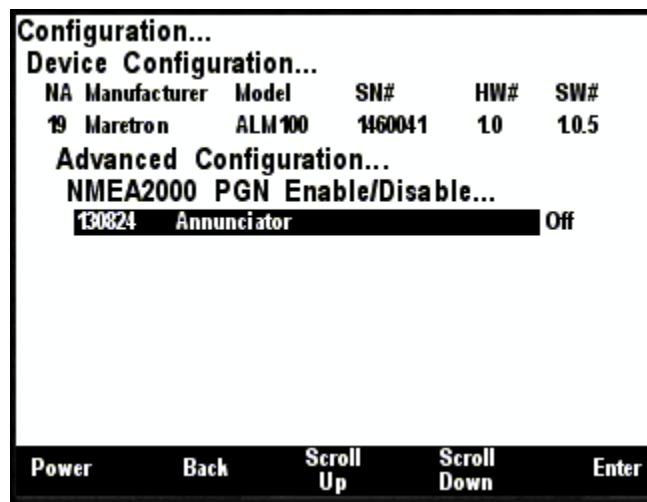 Configuration...
Device Configuration...
NA Manufacturer Model SN# HW# SW#
19 Maretron ALM100 1460041 1.0 1.0.5
Advanced Configuration...
NMEA2000 PGN Enable/Disable...
130824 Annunciator Off
Power Back Scroll Up Scroll Down Enter